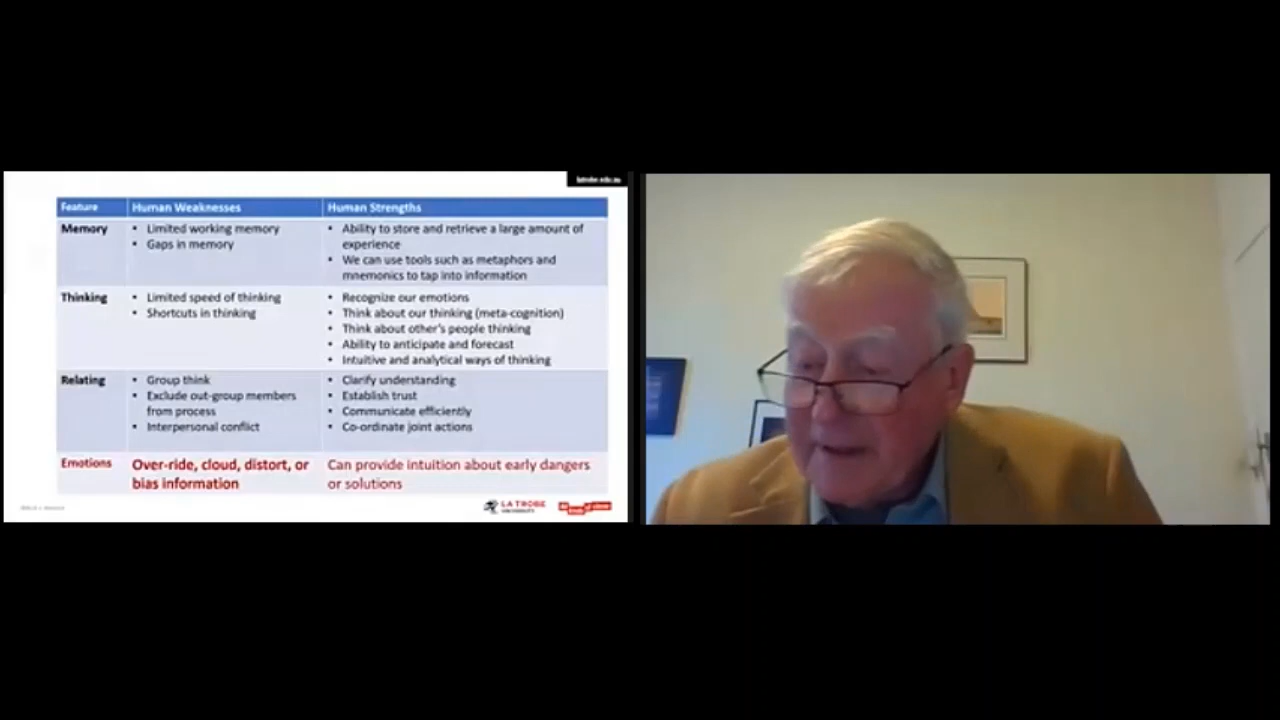 latrobe.edu.au
Feature Human Weaknesses Human Strengths
Memory
• Limited working memory
• Gaps in memory
• Ability to store and retrieve a large amount of
experience
• We can use tools such as metaphors and
mnemonics to tap into information
Thinking
• Limited speed of thinking
• Shortcuts in thinking
• Recognize our emotions
• Think about our thinking (meta-cognition)
• Think about other's people thinking
• Ability to anticipate and forecast
• Intuitive and analytical ways of thinking
Relating
• Group think
• Exclude out-group members
from process
• Interpersonal conflict
• Clarify understanding
• Establish trust
• Communicate efficiently
• Co-ordinate joint actions
Emotions
Over-ride, cloud, distort, or
bias information
Can provide intuition about early dangers
or solutions
LA TROBE
UNIVERSITY